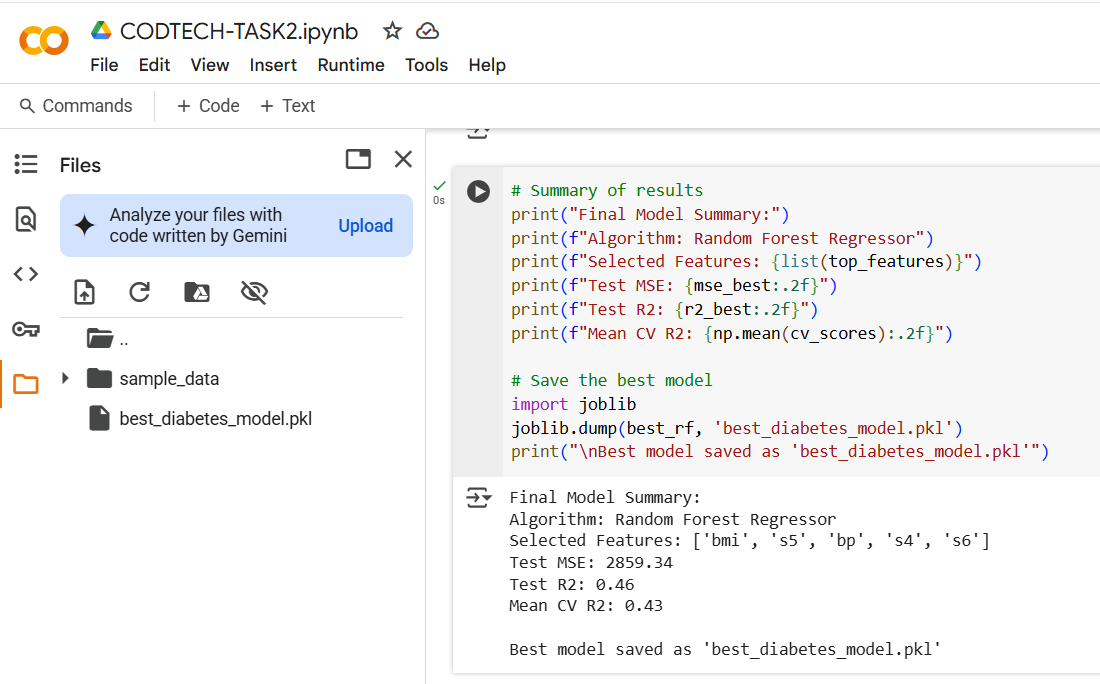 CODTECH-TASK2.ipynb
File Edit View Insert Runtime Tools Help
Commands + Code + Text
Files
Analyze your files with
code written by Gemini
Upload
..
sample_data
best_diabetes_model.pkl
0s
# Summary of results
print("Final Model Summary:")
print(f"Algorithm: Random Forest Regressor")
print(f"Selected Features: {list(top_features)}")
print(f"Test MSE: {mse_best:.2f}")
print(f"Test R2: {r2_best:.2f}")
print(f"Mean CV R2: {np.mean(cv_scores):.2f}")
# Save the best model
import joblib
joblib.dump(best_rf, 'best_diabetes_model.pkl')
print("\nBest model saved as 'best_diabetes_model.pkl'")
Final Model Summary:
Algorithm: Random Forest Regressor
Selected Features: ['bmi', 's5', 'bp', 's4', 's6']
Test MSE: 2859.34
Test R2: 0.46
Mean CV R2: 0.43
Best model saved as 'best_diabetes_model.pkl'